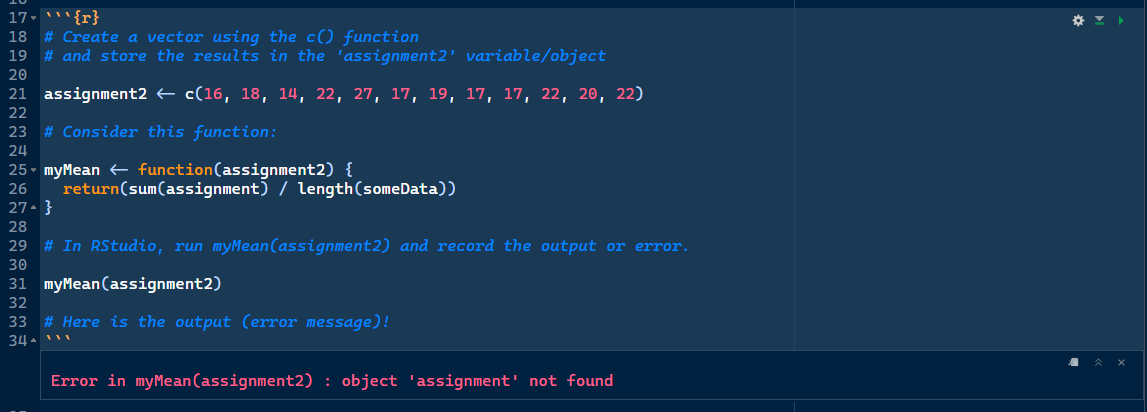 17 ```{r}
18 # Create a vector using the c() function
19 # and store the results in the 'assignment2' variable/object
20
21 assignment2 <- c(16, 18, 14, 22, 27, 17, 19, 17, 17, 22, 20, 22)
22
23 # Consider this function:
24
25 myMean <- function(assignment2) {
26   return(sum(assignment) / length(someData))
27 }
28
29 # In RStudio, run myMean(assignment2) and record the output or error.
30
31 myMean(assignment2)
32
33 # Here is the output (error message)!
34 ```
Error in myMean(assignment2) : object 'assignment' not found